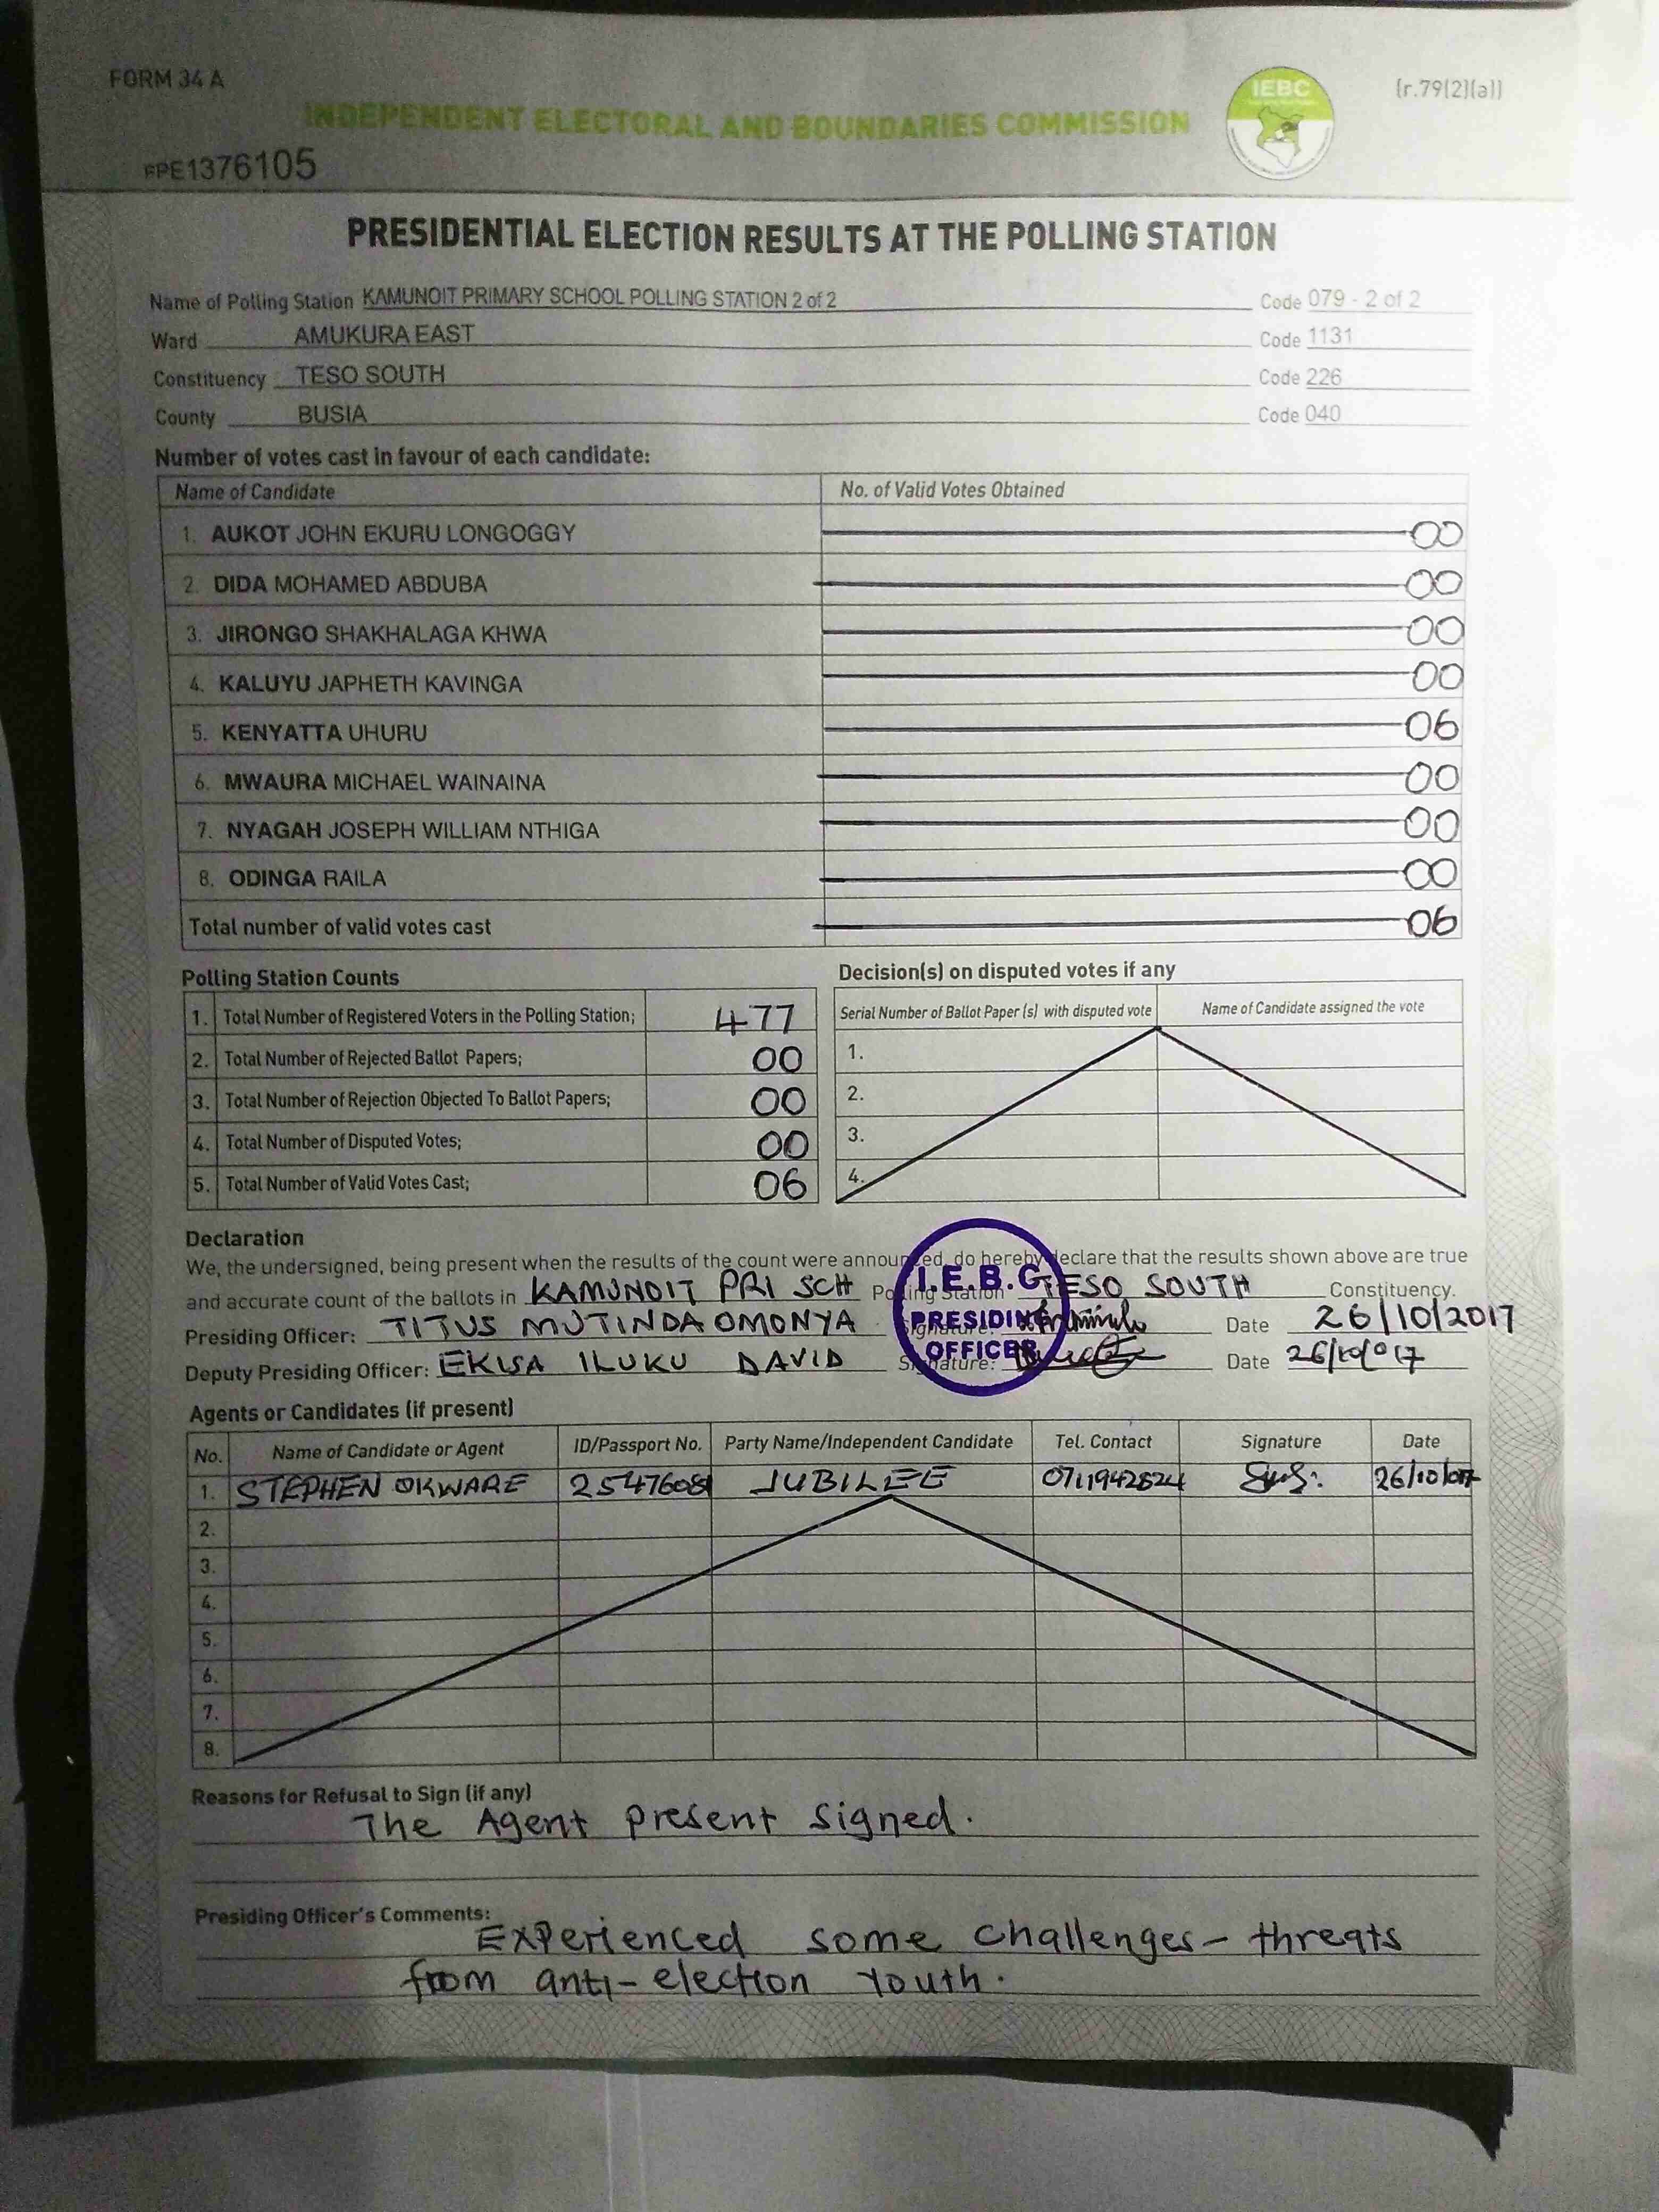 FORM 34 A
(r.79(2)(a))
INDEPENDENT ELECTORAL AND BOUNDARIES COMMISSION
IEBC
PE1376105
PRESIDENTIAL ELECTION RESULTS AT THE POLLING STATION
Name of Polling Station KAMUNOIT PRIMARY SCHOOL POLLING STATION 2 of 2 Code 079 - 2 of 2
Ward AMUKURA EAST Code 1131
Constituency TESO SOUTH Code 226
County BUSIA Code 040
Number of votes cast in favour of each candidate:
Name of Candidate No. of Valid Votes Obtained
1. AUKOT JOHN EKURU LONGOGGY 00
2. DIDA MOHAMED ABDUBA 00
3. JIRONGO SHAKHALAGA KHWA 00
4. KALUYU JAPHETH KAVINGA 00
5. KENYATTA UHURU 06
6. MWAURA MICHAEL WAINAINA 00
7. NYAGAH JOSEPH WILLIAM NTHIGA 00
8. ODINGA RAILA 00
Total number of valid votes cast 06
Polling Station Counts
1. Total Number of Registered Voters in the Polling Station; 477
2. Total Number of Rejected Ballot Papers; 00
3. Total Number of Rejection Objected To Ballot Papers; 00
4. Total Number of Disputed Votes; 00
5. Total Number of Valid Votes Cast; 06
Decision(s) on disputed votes if any
Serial Number of Ballot Paper (s) with disputed vote Name of Candidate assigned the vote
1.
2.
3.
4.
Declaration
We, the undersigned, being present when the results of the count were announced, do hereby declare that the results shown above are true
and accurate count of the ballots in KAMUNOIT PRI SCH Polling Station TESO SOUTH Constituency.
Presiding Officer: TITUS MUTINDA OMONYA Signature: Date 26/10/2017
Deputy Presiding Officer: EKISA ILUKU DAVID Signature: Date 26/10/017
I.E.B.C
PRESIDING
OFFICER
Agents or Candidates (if present)
No. Name of Candidate or Agent ID/Passport No. Party Name/Independent Candidate Tel. Contact Signature Date
1. STEPHEN OKWARE 25476081 JUBILEE 0711942824 26/10/017
2.
3.
4.
5.
6.
7.
8.
Reasons for Refusal to Sign (if any)
The Agent present signed.
Presiding Officer's Comments:
Experienced some challenges - threats
from anti-election youth.